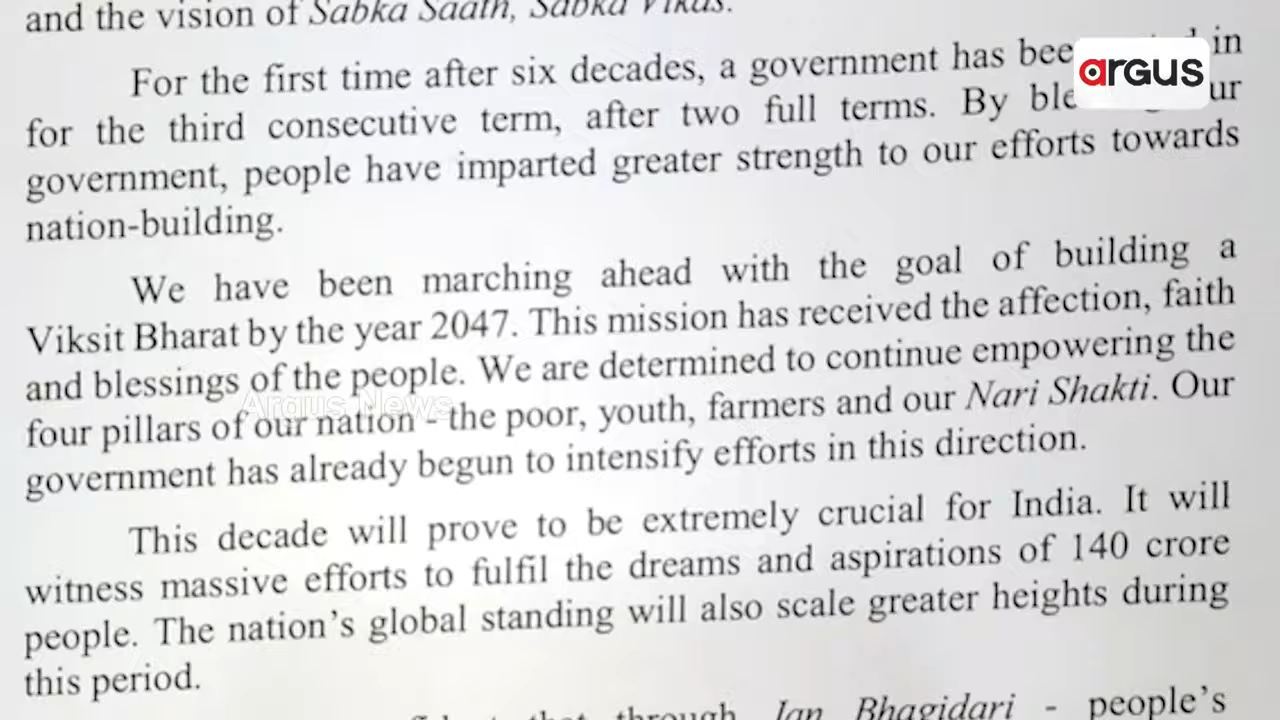 and the vision of Sabka Saath, Sabka Vikas.
For the first time after six decades, a government has in
for the third consecutive term, after two full terms. By
government, people have imparted greater strength to our efforts towards
nation-building.
We have been marching ahead with the goal of building a
Viksit Bharat by the year 2047. This mission has received the affection, faith
and blessings of the people. We are determined to continue empowering the
four pillars of our nation - the poor, youth, farmers and our Nari Shakti. Our
government has already begun to intensify efforts in this direction.
This decade will prove to be extremely crucial for India. It will
witness massive efforts to fulfil the dreams and aspirations of 140 crore
people. The nation's global standing will also scale greater heights during
this period.
that through Jan Bhagidari - people's
argus
Argus News